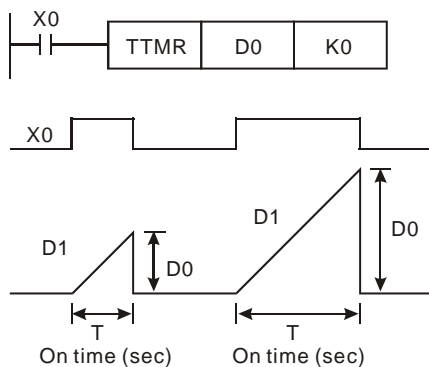 X0
TTMR D0 K0
X0
D1 D0 D1 D0
T T
On time (sec) On time (sec)